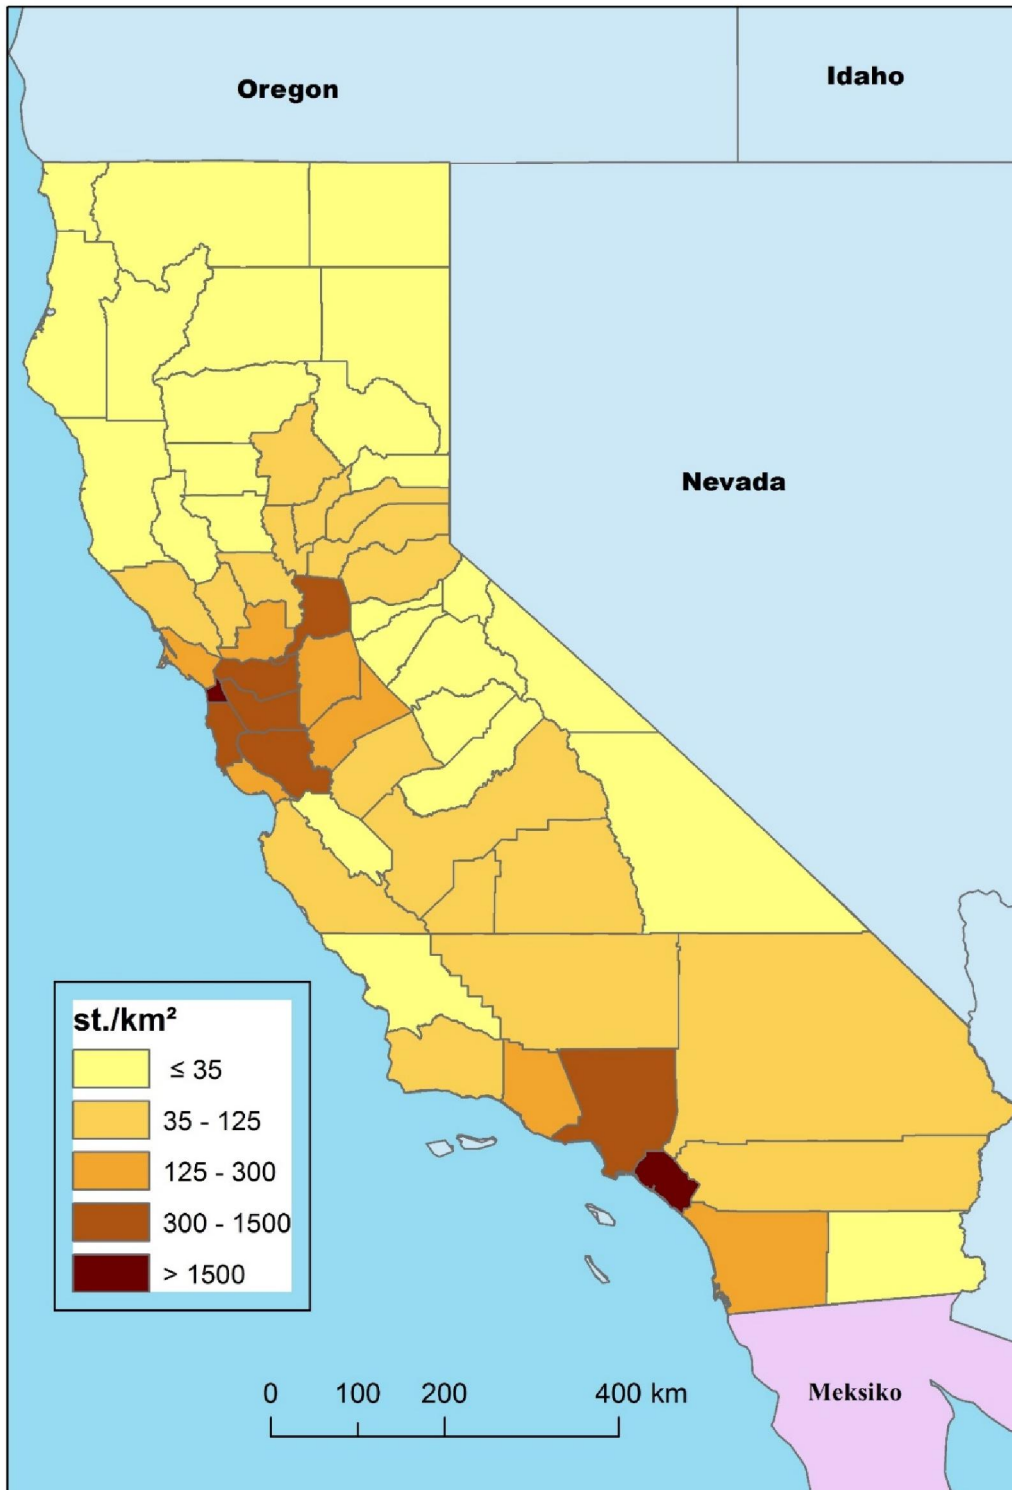 Oregon
Idaho
Nevada
st./km²
≤ 35
35 - 125
125 - 300
300 - 1500
> 1500
0 100 200 400 km
Meksiko